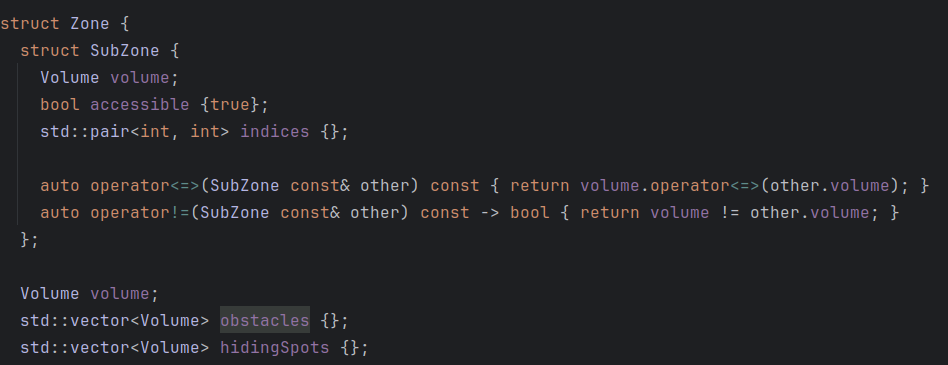 struct Zone {
  struct SubZone {
    Volume volume;
    bool accessible {true};
    std::pair<int, int> indices {};

    auto operator<=>(SubZone const& other) const { return volume.operator<=>(other.volume); }
    auto operator!=(SubZone const& other) const -> bool { return volume != other.volume; }
  };

  Volume volume;
  std::vector<Volume> obstacles {};
  std::vector<Volume> hidingSpots {};